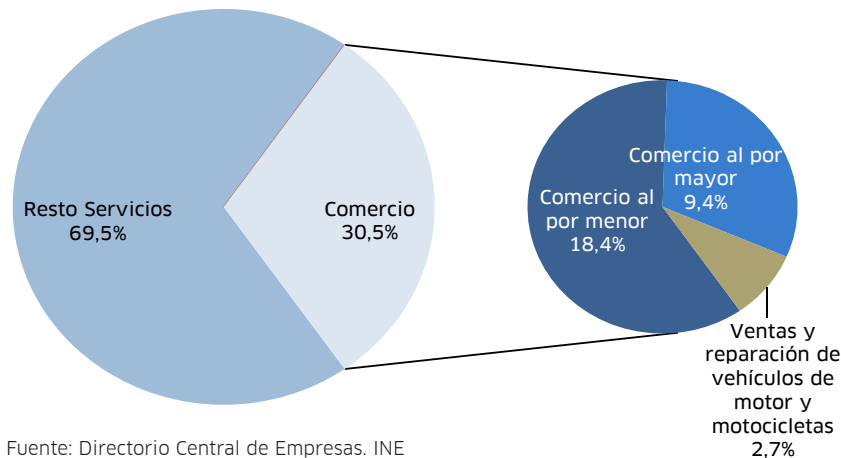 Resto Servicios
69,5%
Comercio
30,5%
Comercio al por
mayor
9,4%
Comercio al
por menor
18,4%
Ventas y
reparación de
vehículos de
motor y
motocicletas
2,7%
Fuente: Directorio Central de Empresas. INE